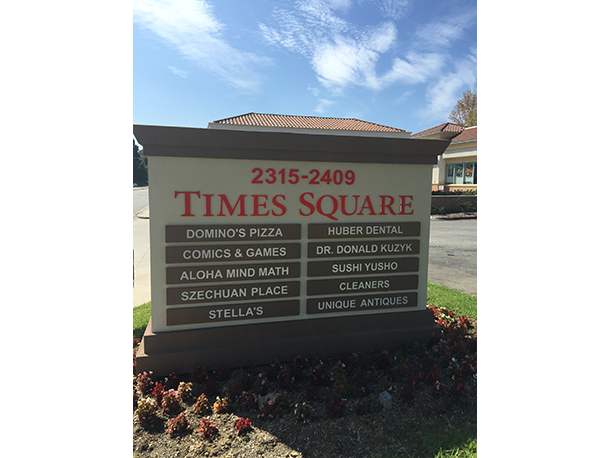 2315-2409
TIMES SQUARE
DOMINO'S PIZZA
COMICS & GAMES
ALOHA MIND MATH
SZECHUAN PLACE
STELLA'S
HUBER DENTAL
DR. DONALD KUZYK
SUSHI YUSHO
CLEANERS
UNIQUE ANTIQUES